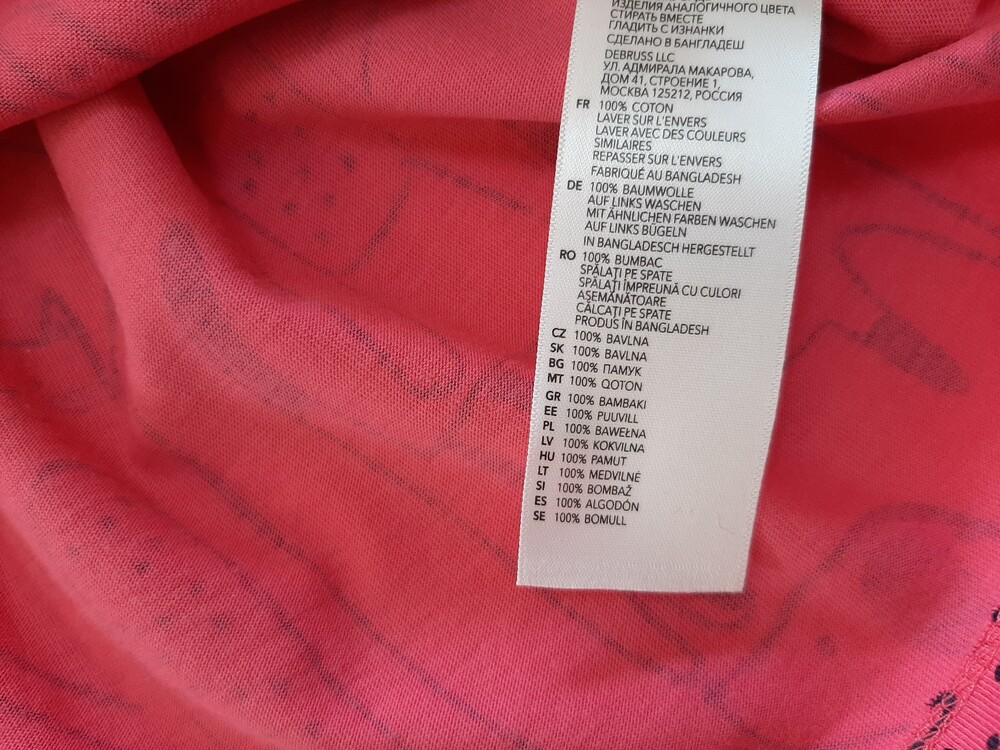 ИЗДЕЛИЯ АНАЛОГИЧНОГО ЦВЕТА
СТИРАТЬ ВМЕСТЕ
ГЛАДИТЬ С ИЗНАНКИ
СДЕЛАНО В БАНГЛАДЕШ
DEBRUSS LLC
УЛ. АДМИРАЛА МАКАРОВА,
ДОМ 41, СТРОЕНИЕ 1,
МОСКВА 125212, РОССИЯ
FR 100% COTON
LAVER SUR L'ENVERS
LAVER AVEC DES COULEURS
SIMILAIRES
REPASSER SUR L'ENVERS
FABRIQUÉ AU BANGLADESH
DE 100% BAUMWOLLE
AUF LINKS WASCHEN
MIT ÄHNLICHEN FARBEN WASCHEN
AUF LINKS BÜGELN
IN BANGLADESCH HERGESTELLT
RO 100% BUMBAC
SPĂLAȚI PE SPATE
SPĂLAȚI ÎMPREUNĂ CU CULORI
ASEMĂNĂTOARE
CĂLCAȚI PE SPATE
PRODUS ÎN BANGLADESH
CZ 100% BAVLNA
SK 100% BAVLNA
BG 100% ПАМУК
MT 100% QOTON
GR 100% BAMBAKI
EE 100% PUUVILL
PL 100% BAWEŁNA
LV 100% KOKVILNA
HU 100% PAMUT
LT 100% MEDVILNĖ
SI 100% BOMBAŽ
ES 100% ALGODÓN
SE 100% BOMULL